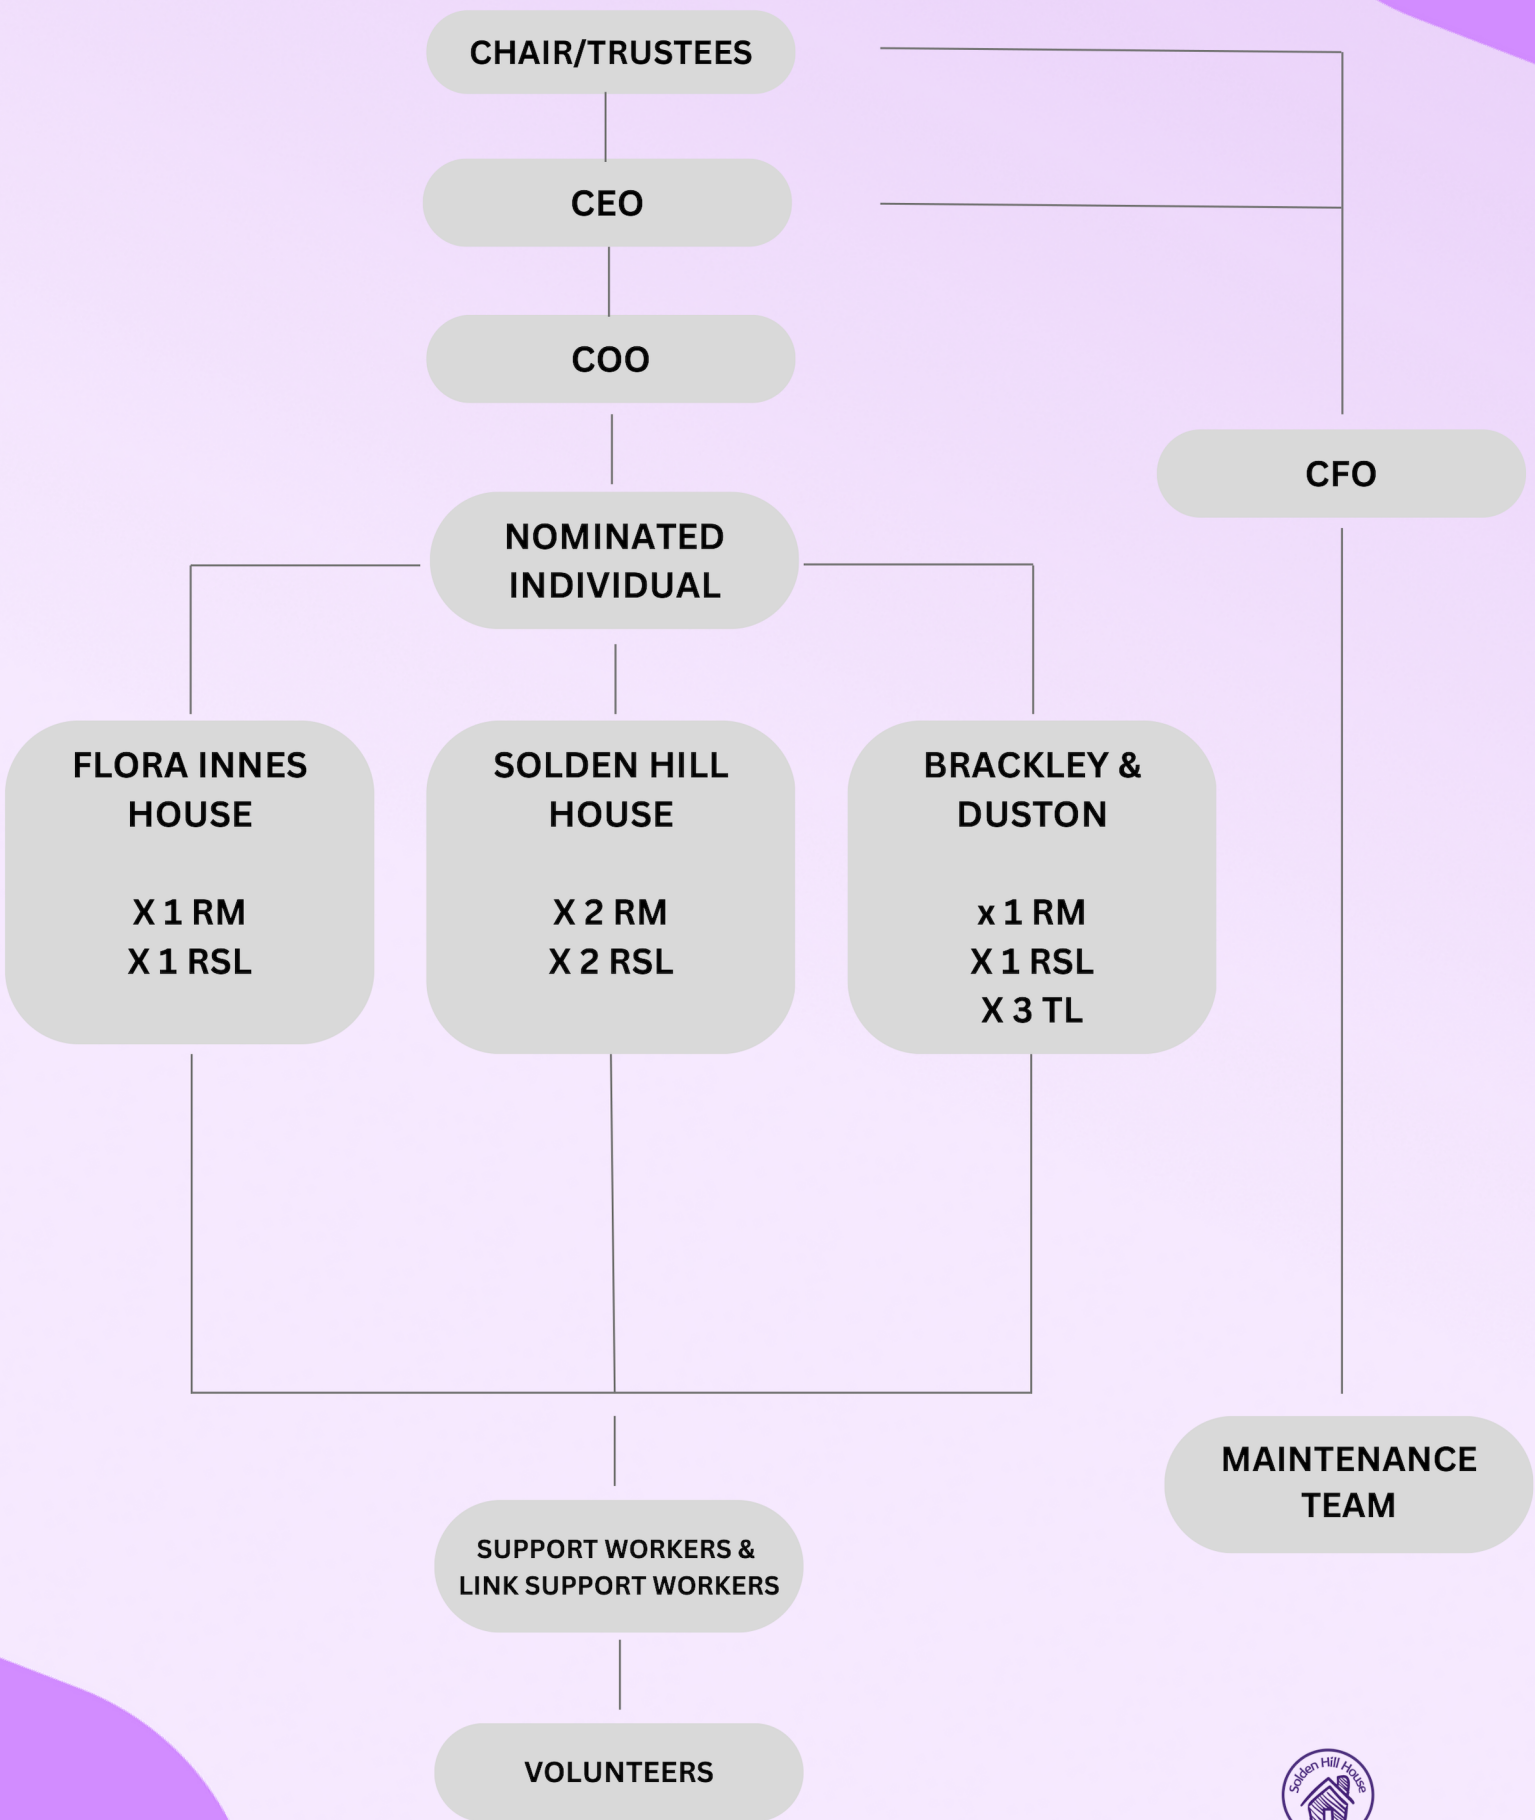 CHAIR/TRUSTEES
CEO
COO
CFO
NOMINATED
INDIVIDUAL
FLORA INNES
HOUSE
X 1 RM
X 1 RSL
SOLDEN HILL
HOUSE
X 2 RM
X 2 RSL
BRACKLEY &
DUSTON
x 1 RM
X 1 RSL
X 3 TL
MAINTENANCE
TEAM
SUPPORT WORKERS &
LINK SUPPORT WORKERS
VOLUNTEERS
Solden Hill House